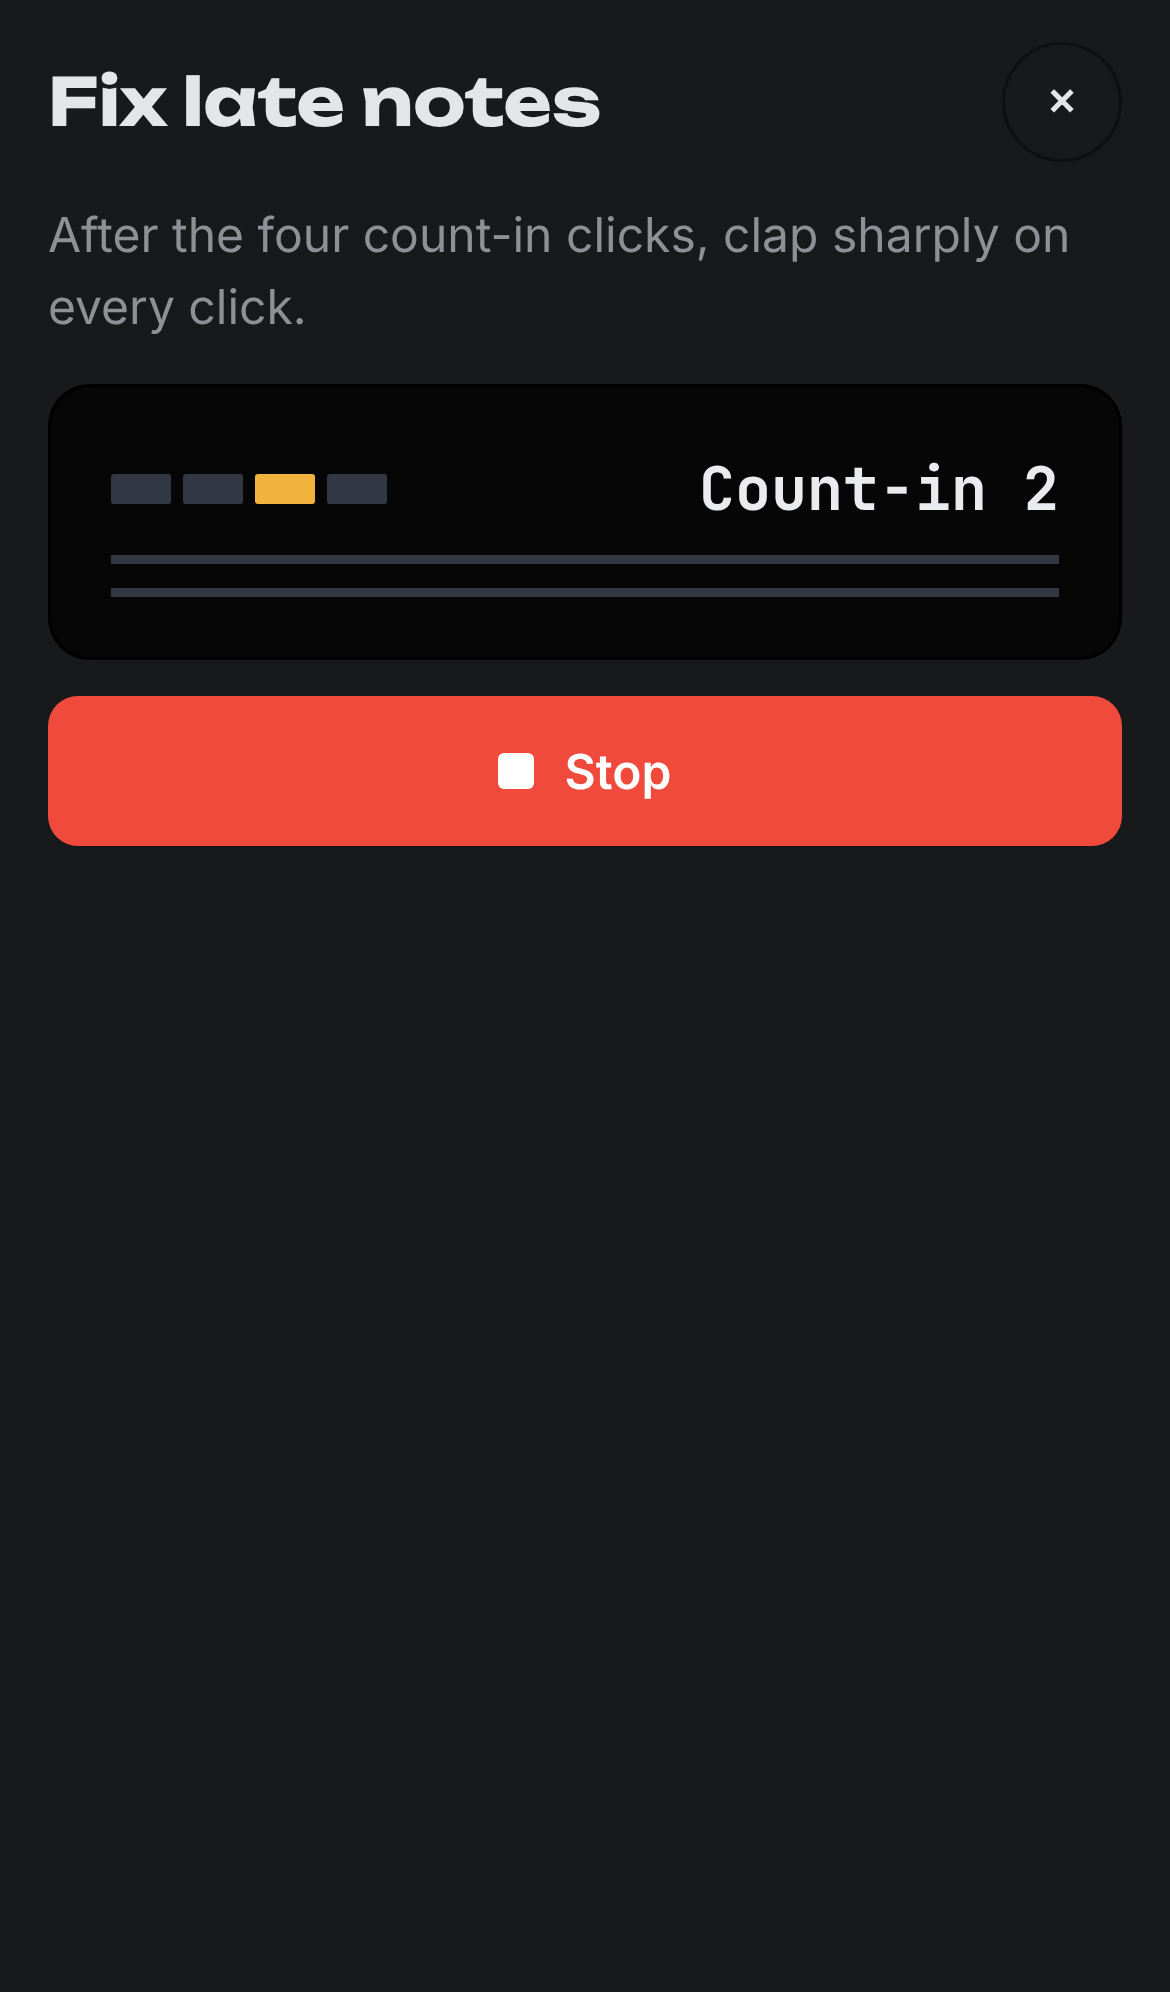 Fix late notes
After the four count-in clicks, clap sharply on
every click.
Count-in 2
Stop